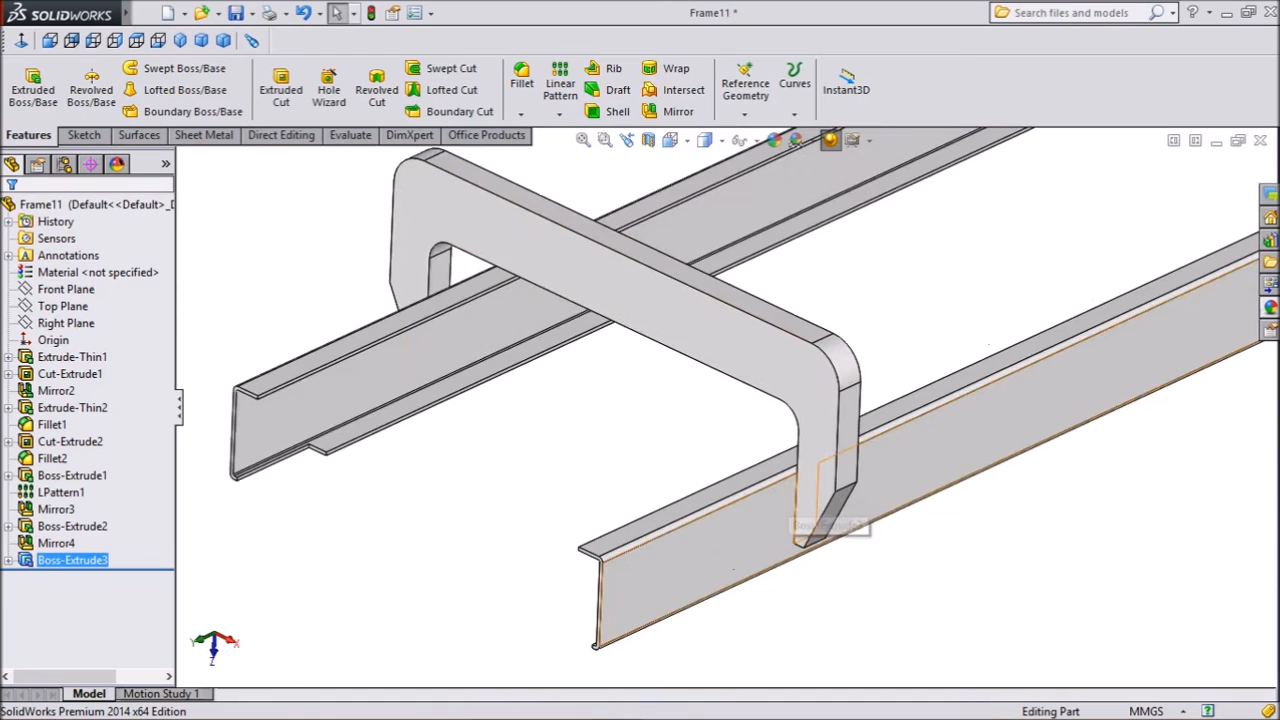 SOLIDWORKS
Frame11 *
Search files and models
Extruded Boss/Base
Revolved Boss/Base
Swept Boss/Base
Lofted Boss/Base
Boundary Boss/Base
Extruded Cut
Hole Wizard
Revolved Cut
Swept Cut
Lofted Cut
Boundary Cut
Fillet
Linear Pattern
Rib
Draft
Shell
Wrap
Intersect
Mirror
Reference Geometry
Curves
Instant3D
Features
Sketch
Surfaces
Sheet Metal
Direct Editing
Evaluate
DimXpert
Office Products
Frame11 (Default<<Default>_D
History
Sensors
Annotations
Material <not specified>
Front Plane
Top Plane
Right Plane
Origin
Extrude-Thin1
Cut-Extrude1
Mirror2
Extrude-Thin2
Fillet1
Cut-Extrude2
Fillet2
Boss-Extrude1
LPattern1
Mirror3
Boss-Extrude2
Mirror4
Boss-Extrude3
Y
X
Z
Model
Motion Study 1
SolidWorks Premium 2014 x64 Edition
Editing Part
MMGS